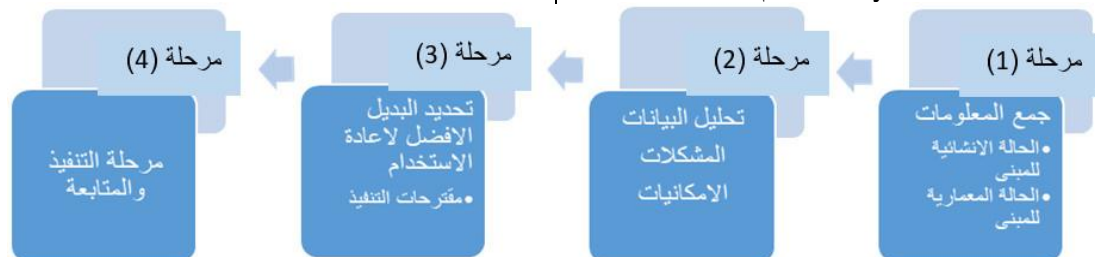 مرحلة (1)
جمع المعلومات
•الحالة الانشائية
للمبنى
•الحالة المعمارية
للمبنى
مرحلة (2)
تحليل البيانات
المشكلات
الامكانيات
مرحلة (3)
تحديد البديل
الافضل لاعادة
الاستخدام
•مقترحات التنفيذ
مرحلة (4)
مرحلة التنفيذ
والمتابعة